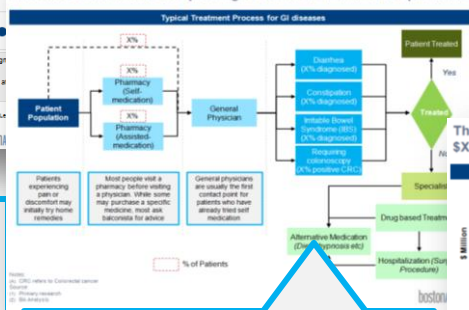 Typical Treatment Process for GI diseases
X%
X%
X%
Patient
Population
Pharmacy
(Self-
medication)
Pharmacy
(Assisted-
medication)
General
Physician
Diarrhea
(X% diagnosed)
Constipation
(X% diagnosed)
Irritable Bowel
Syndrome (IBS)
(X% diagnosed)
Requiring
colonoscopy
(X% positive CRC)
Patient Treated
Yes
Treated
Specialis
Drug based Treatm
Alternative Medication
Hospitalization (Sur
Procedure)
Patients
experiencing
pain or
discomfort may
initially try home
remedies
Most people visit a
pharmacy before visiting
a physician. While some
may purchase a specific
medicine, most ask
for advice
General physicians
are usually the first
contact point for
patients who have
already tried self
medication
% of Patients
Notes:
(A) CRC refers to Colorectal cancer
Source:
(1) Primary research
(2) BA Analysis
boston
Th
$X
$ Million